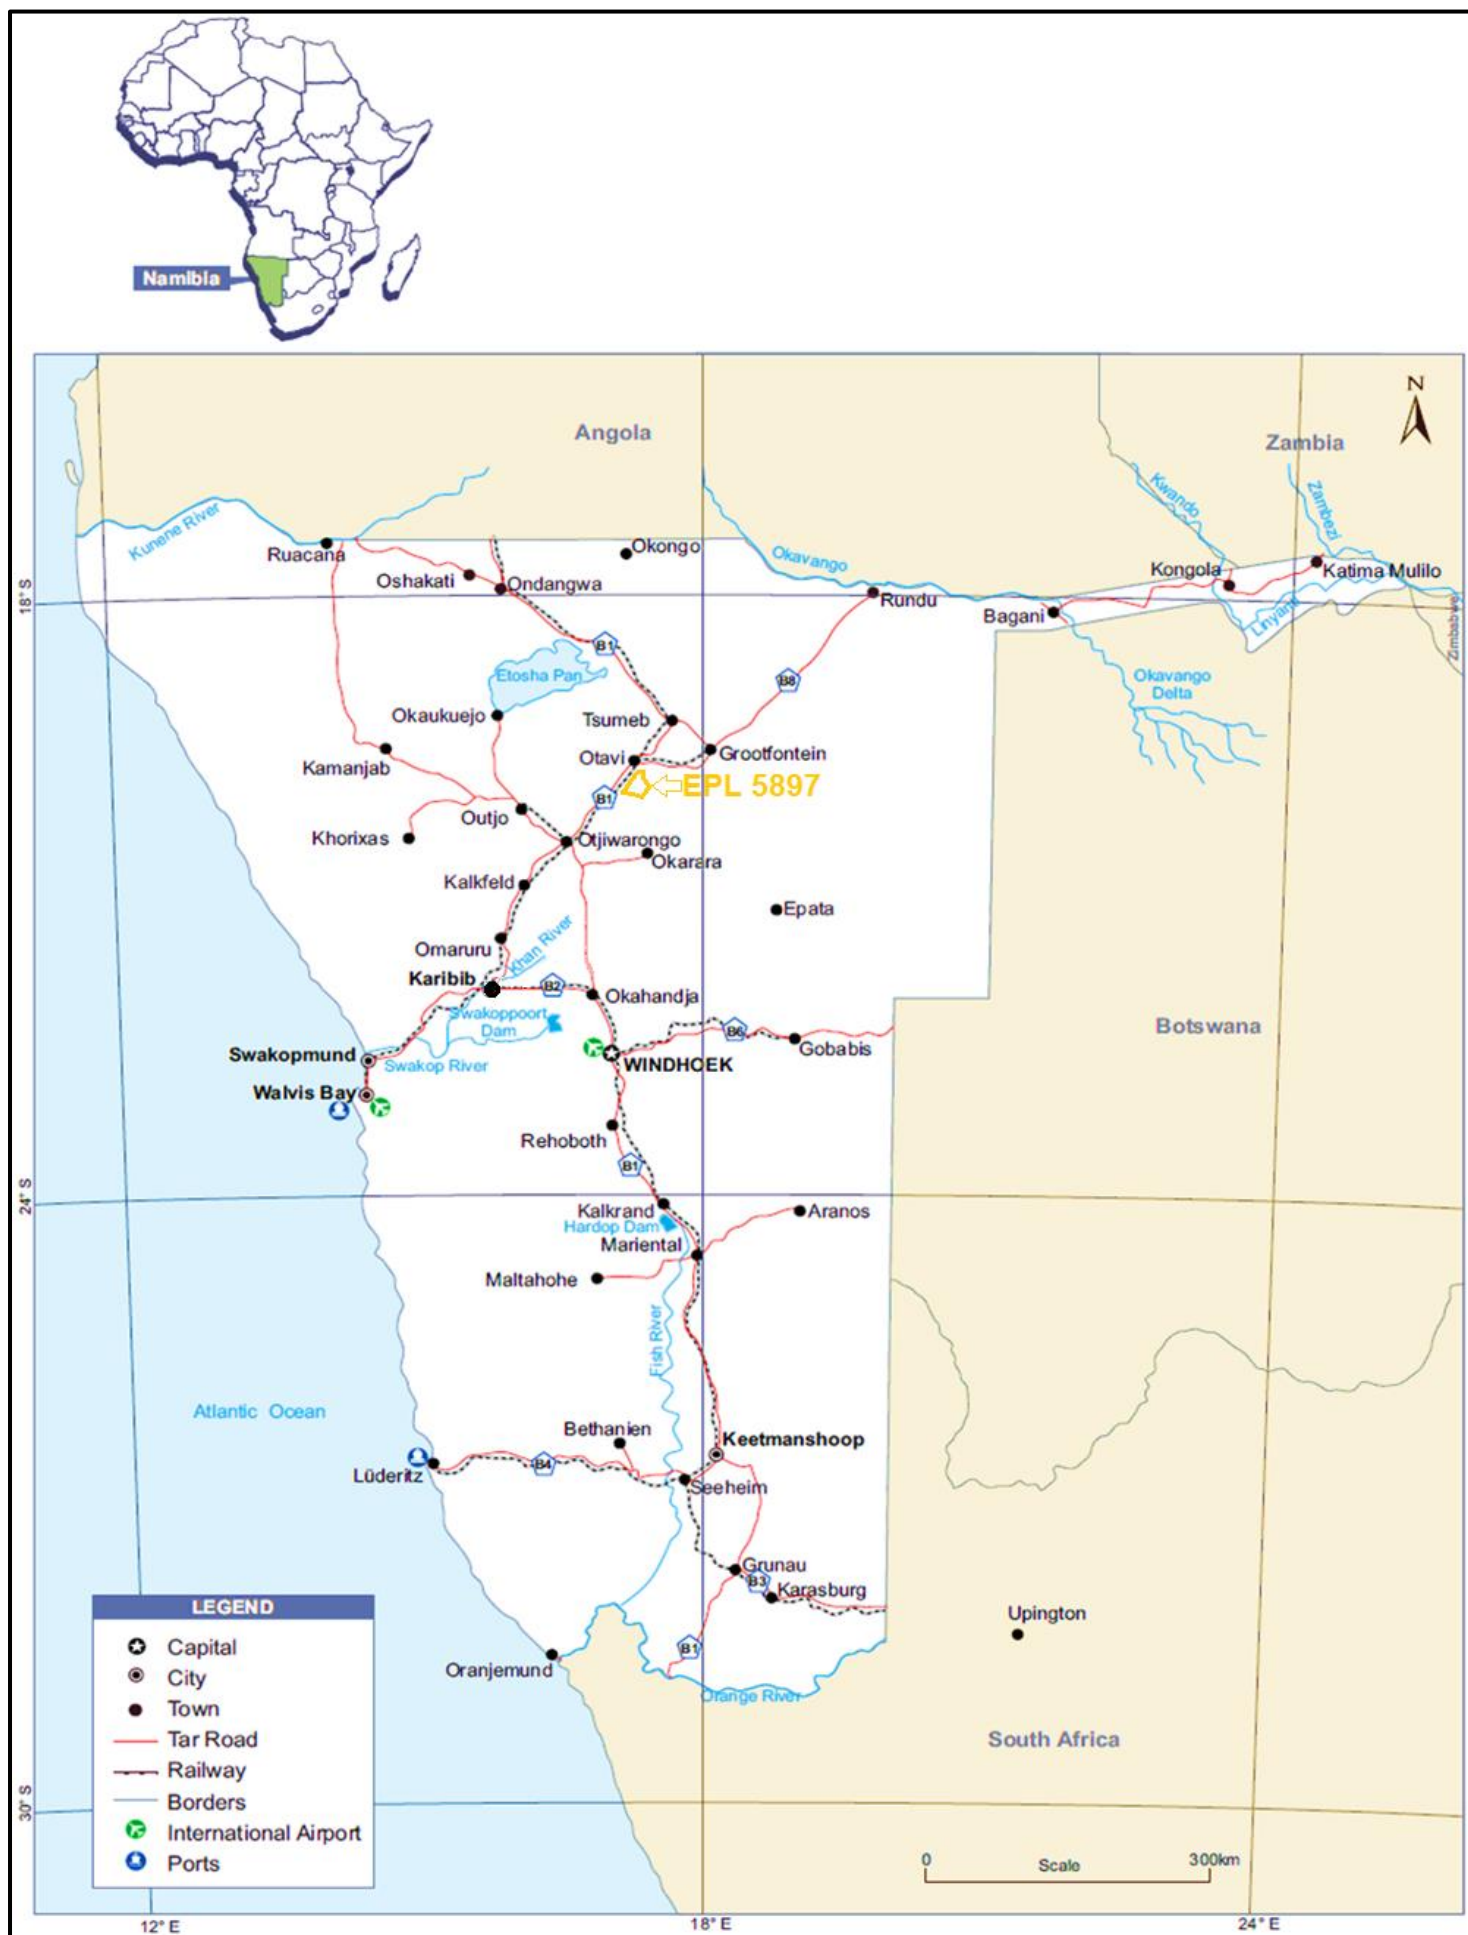 Namibia
N
Angola
Zambia
Kunene River
Kwando
Zambezi
Ruacana
Okongo
Okavango
Oshakati
Ondangwa
Kongola
Katima Mulilo
18° S
Rundu
Bagani
Linyanti
Zimbabwe
B1
Etosha Pan
B8
Okavango
Delta
Okaukuejo
Tsumeb
Otavi
Grootfontein
Kamanjab
B1
EPL 5897
Outjo
Khorixas
Otjiwarongo
Okarara
Kalkfeld
Epata
Omaruru
Khan River
Karibib
B2
Okahandja
Swakoppoort
Dam
B6
Botswana
Gobabis
Swakopmund
Swakop River
WINDHOEK
Walvis Bay
Rehoboth
B1
24° S
Kalkrand
Aranos
Hardop Dam
Mariental
Maltahohe
Fish River
Atlantic Ocean
Bethanien
Keetmanshoop
B4
Lüderitz
Seeheim
Grunau
B3
Karasburg
Upington
B1
Oranjemund
Orange River
South Africa
LEGEND
Capital
City
Town
Tar Road
Railway
Borders
International Airport
Ports
30° S
0
300km
Scale
12° E
18° E
24° E